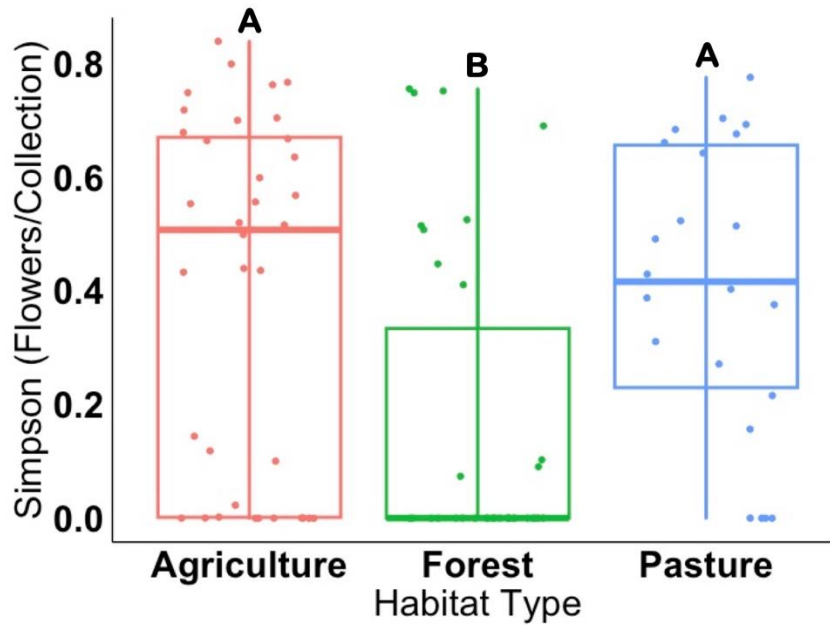 A
B
A
Simpson (Flowers/Collection)
0.8
0.6
0.4
0.2
0.0
Agriculture
Forest
Pasture
Habitat Type